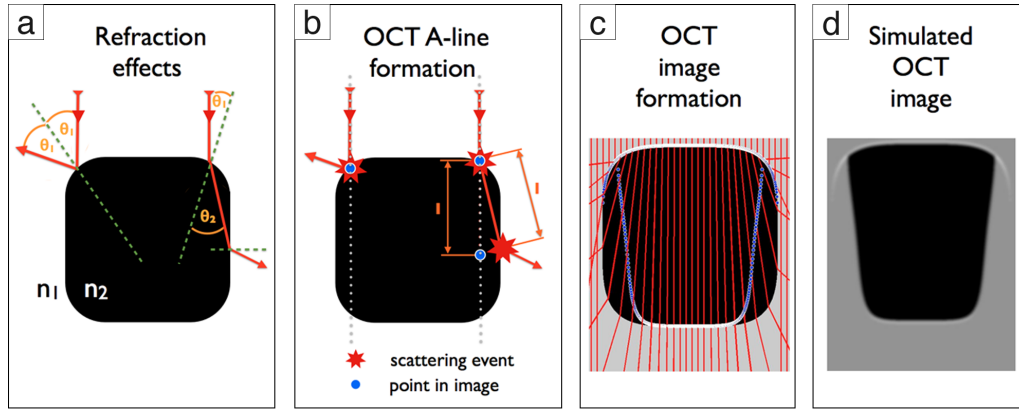 a
Refraction
effects
θ₁
θ₁
θ₁
θ₂
n₁ n₂
b
OCT A-line
formation
l
l
scattering event
point in image
c
OCT
image
formation
d
Simulated
OCT
image